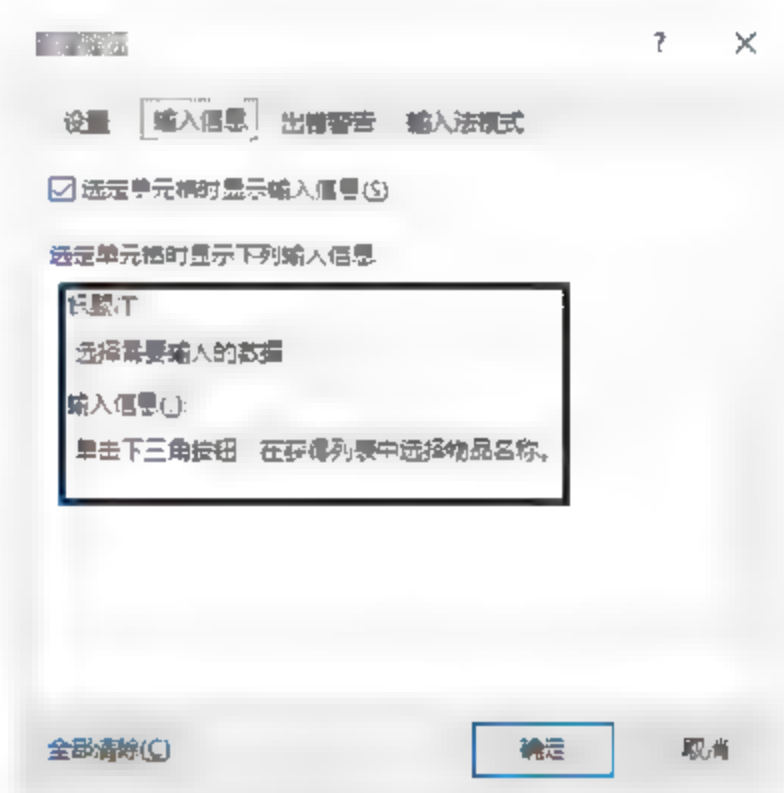 ?
设置 输入信息 出错警告 输入法模式
选定单元格时显示输入信息(S)
选定单元格时显示下列输入信息
标题(T
选择需要输入的数据
输入信息(I):
单击下三角按钮 在获得列表中选择物品名称。
全部清除(C)
确定 取消